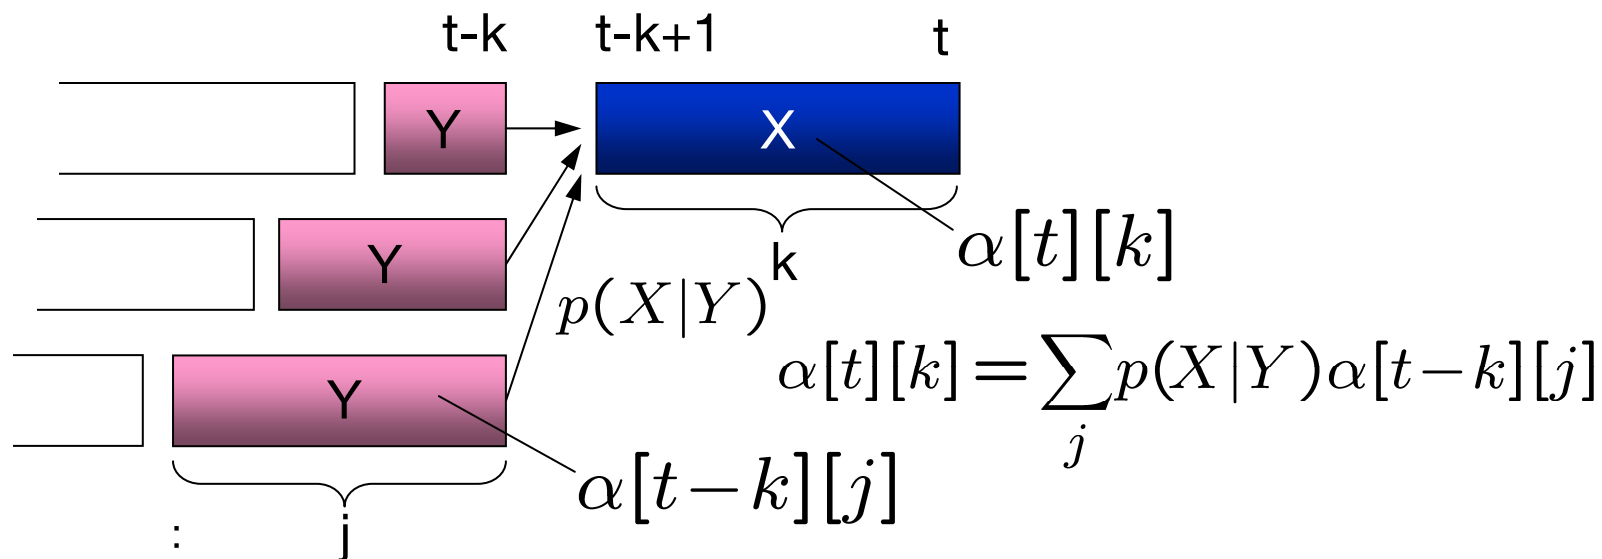 t-k t-k+1 t
Y X
Y α[t][k]
k
p(X|Y)
α[t][k] = ∑_j p(X|Y)α[t−k][j]
Y
α[t−k][j]
: j